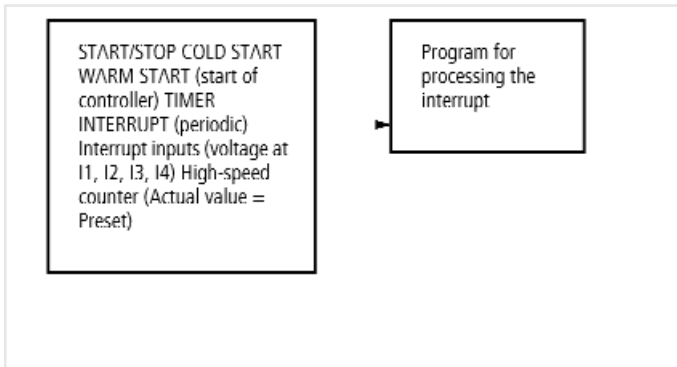 START/STOP COLD START
WARM START (start of
controller) TIMER
INTERRUPT (periodic)
Interrupt inputs (voltage at
I1, I2, I3, I4) High-speed
counter (Actual value =
Preset)
Program for
processing the
interrupt